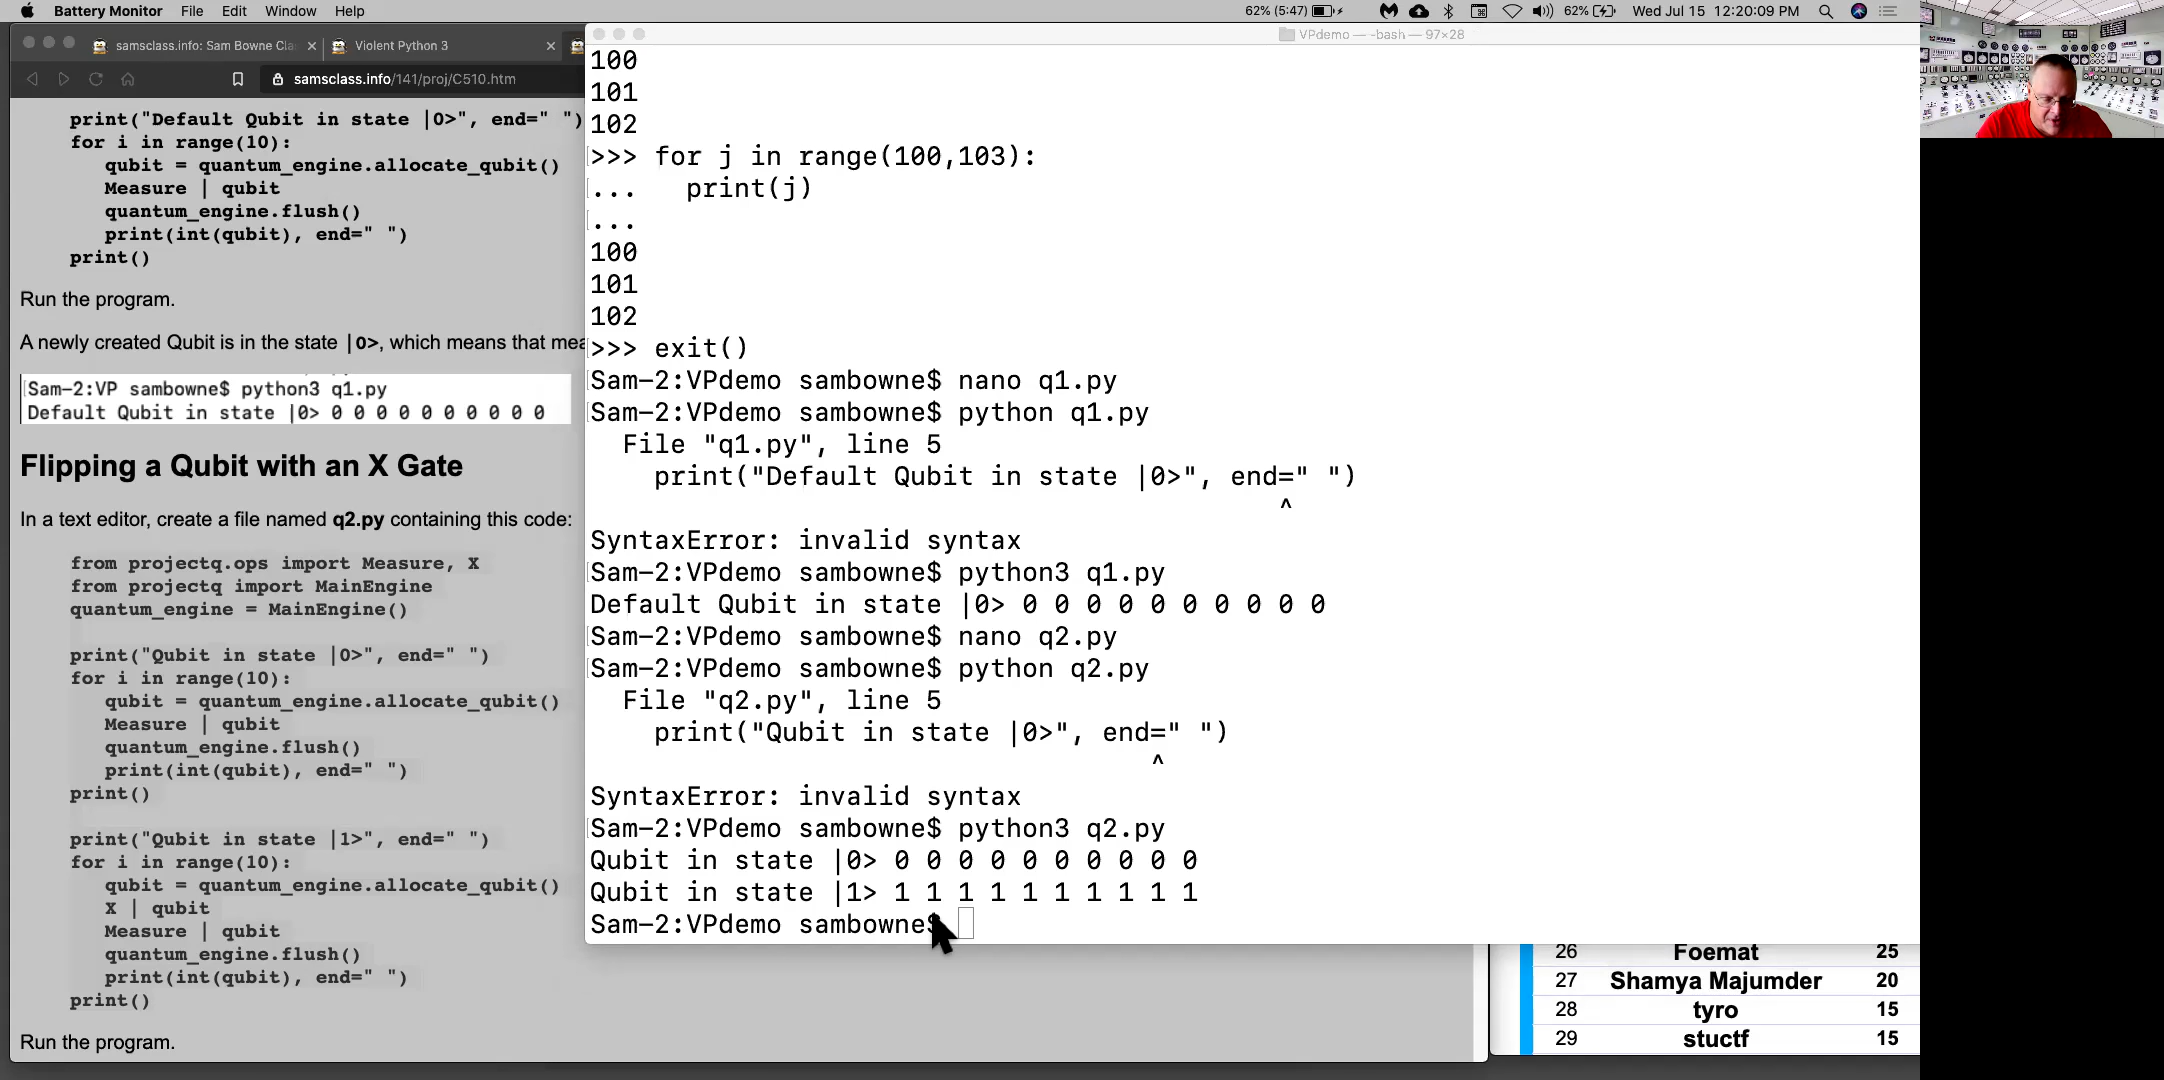 Battery Monitor File Edit Window Help
62% (5:47) 62% Wed Jul 15 12:20:09 PM
samsclass.info: Sam Bowne Cla
Violent Python 3
samsclass.info/141/proj/C510.htm
print("Default Qubit in state |0>", end=" ")
for i in range(10):
qubit = quantum_engine.allocate_qubit()
Measure | qubit
quantum_engine.flush()
print(int(qubit), end=" ")
print()
Run the program.
A newly created Qubit is in the state |0>, which means that mea
Sam-2:VP sambowne$ python3 q1.py
Default Qubit in state |0> 0 0 0 0 0 0 0 0 0 0
Flipping a Qubit with an X Gate
In a text editor, create a file named q2.py containing this code:
from projectq.ops import Measure, X
from projectq import MainEngine
quantum_engine = MainEngine()
print("Qubit in state |0>", end=" ")
for i in range(10):
qubit = quantum_engine.allocate_qubit()
Measure | qubit
quantum_engine.flush()
print(int(qubit), end=" ")
print()
print("Qubit in state |1>", end=" ")
for i in range(10):
qubit = quantum_engine.allocate_qubit()
X | qubit
Measure | qubit
quantum_engine.flush()
print(int(qubit), end=" ")
print()
Run the program.
VPdemo — -bash — 97×28
100
101
102
>>> for j in range(100,103):
... print(j)
...
100
101
102
>>> exit()
Sam-2:VPdemo sambowne$ nano q1.py
Sam-2:VPdemo sambowne$ python q1.py
File "q1.py", line 5
print("Default Qubit in state |0>", end=" ")
^
SyntaxError: invalid syntax
Sam-2:VPdemo sambowne$ python3 q1.py
Default Qubit in state |0> 0 0 0 0 0 0 0 0 0 0
Sam-2:VPdemo sambowne$ nano q2.py
Sam-2:VPdemo sambowne$ python q2.py
File "q2.py", line 5
print("Qubit in state |0>", end=" ")
^
SyntaxError: invalid syntax
Sam-2:VPdemo sambowne$ python3 q2.py
Qubit in state |0> 0 0 0 0 0 0 0 0 0 0
Qubit in state |1> 1 1 1 1 1 1 1 1 1 1
Sam-2:VPdemo sambowne$
26 Foemat 25
27 Shamya Majumder 20
28 tyro 15
29 stuctf 15